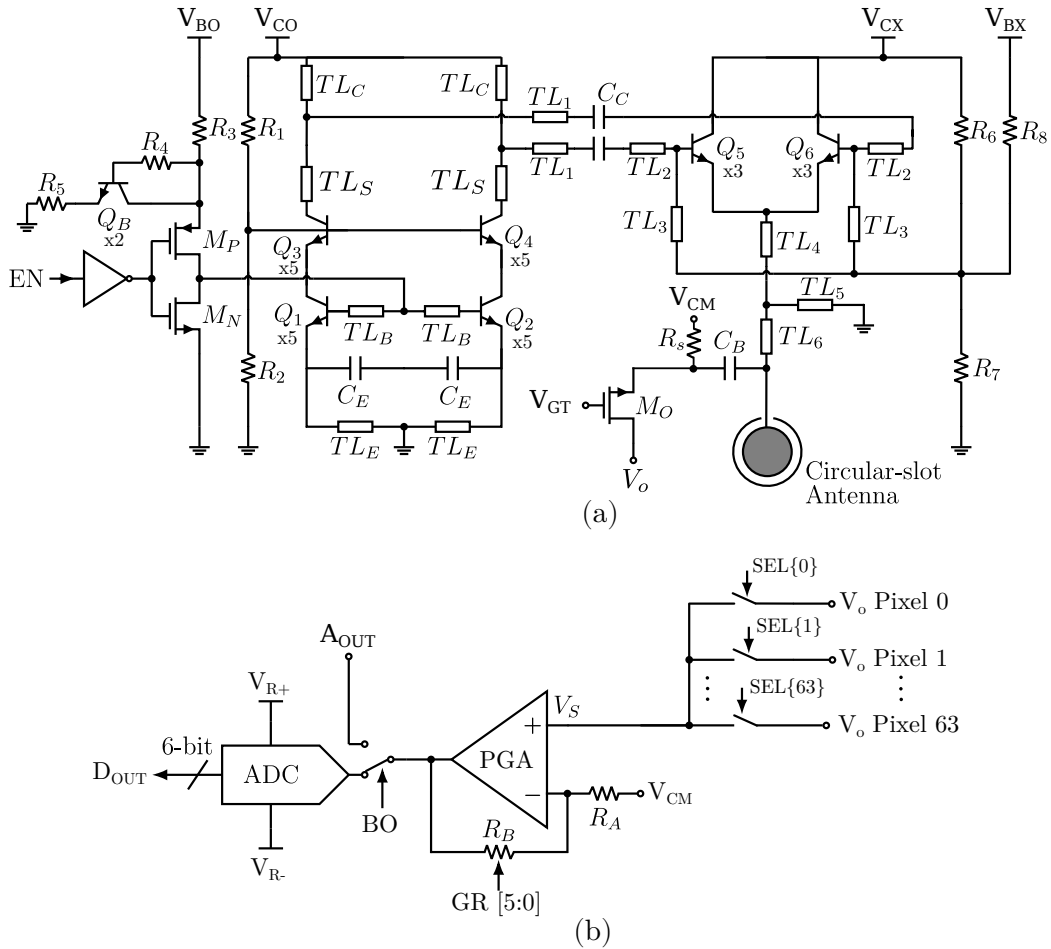 V_BO V_CO V_CX V_BX
TL_C TL_C TL_1 C_C
R_3 R_1 R_6 R_8
R_4 Q_5 Q_6
x3 x3
R_5 TL_S TL_S TL_1 TL_2 TL_2
Q_B
x2
M_P Q_3 Q_4 TL_3 TL_4 TL_3
x5 x5
EN
M_N Q_1 TL_B TL_B Q_2 V_CM TL_5
x5 x5
R_s C_B TL_6
R_2 C_E C_E R_7
V_GT M_O
TL_E TL_E V_o Circular-slot
Antenna
(a)
SEL{0}
V_o Pixel 0
A_OUT SEL{1}
V_o Pixel 1
V_R+ SEL{63}
V_S V_o Pixel 63
6-bit +
D_OUT ADC PGA
− V_CM
BO R_A
R_B
V_R-
GR [5:0]
(b)